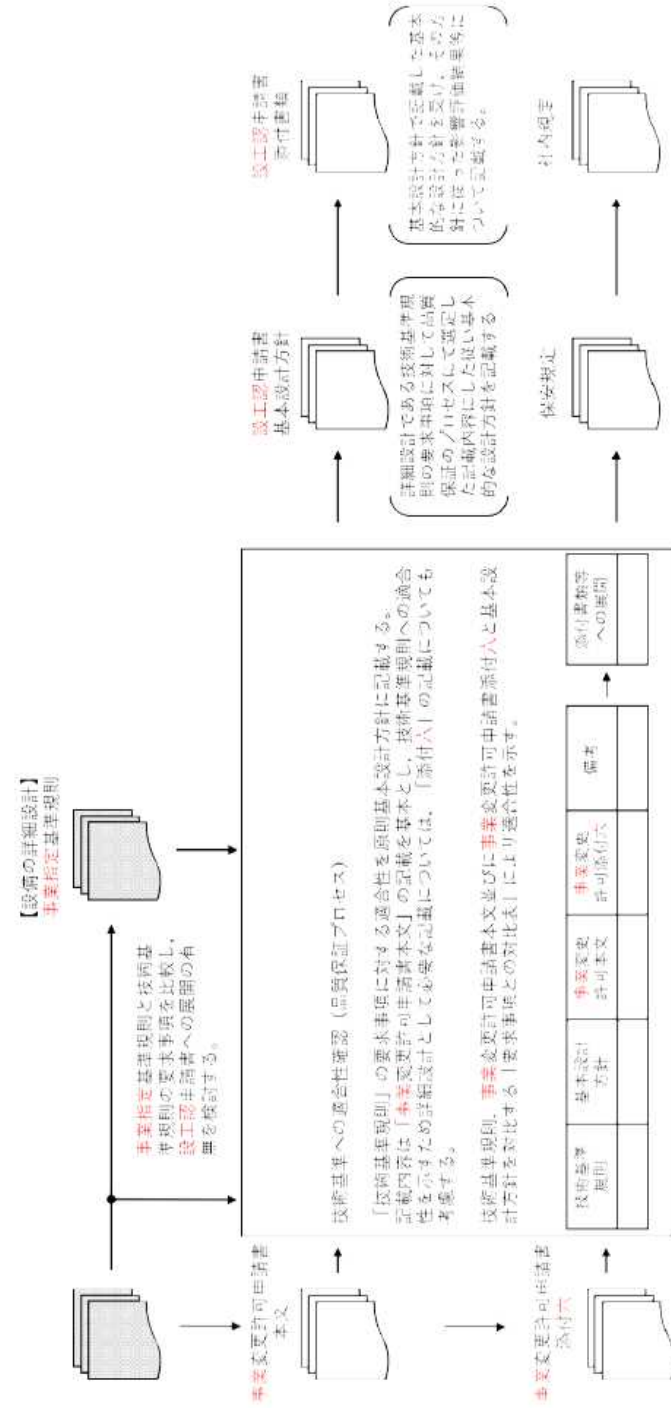 【設備の詳細設計】
事業指定基準規則
事業指定基準規則と技術基
準規則の要求事項を比較し、
設工認申請書への展開の有
無を検討する。
事業変更許可申請書
本文
事業変更許可申請書
添付六
技術基準への適合性確認（品質保証プロセス）
「技術基準規則」の要求事項に対する適合性を原則基本設計方針に記載する。
記載内容は「事業変更許可申請書本文」の記載を基本とし、技術基準規則への適合
性を示すため詳細設計として必要な記載については、「添付六」の記載についても
考慮する。
技術基準規則、事業変更許可申請書本文並びに事業変更許可申請書添付六と基本設
計方針を対比する「要求事項との対比表」により適合性を示す。
技術基準
規則
基本設計
方針
事業変更
許可本文
事業変更
許可添付六
備考
添付書類等
への展開
設工認申請書
基本設計方針
詳細設計である技術基準規
則の要求事項に対して品質
保証のプロセスにて選定し
た記載内容にした従い基本
的な設計方針を記載する
設工認申請書
添付書類
基本設計方針で記載した基本
的な設計方針を受け、その方
針に従った影響評価結果等に
ついて記載する。
保安規定
社内規定